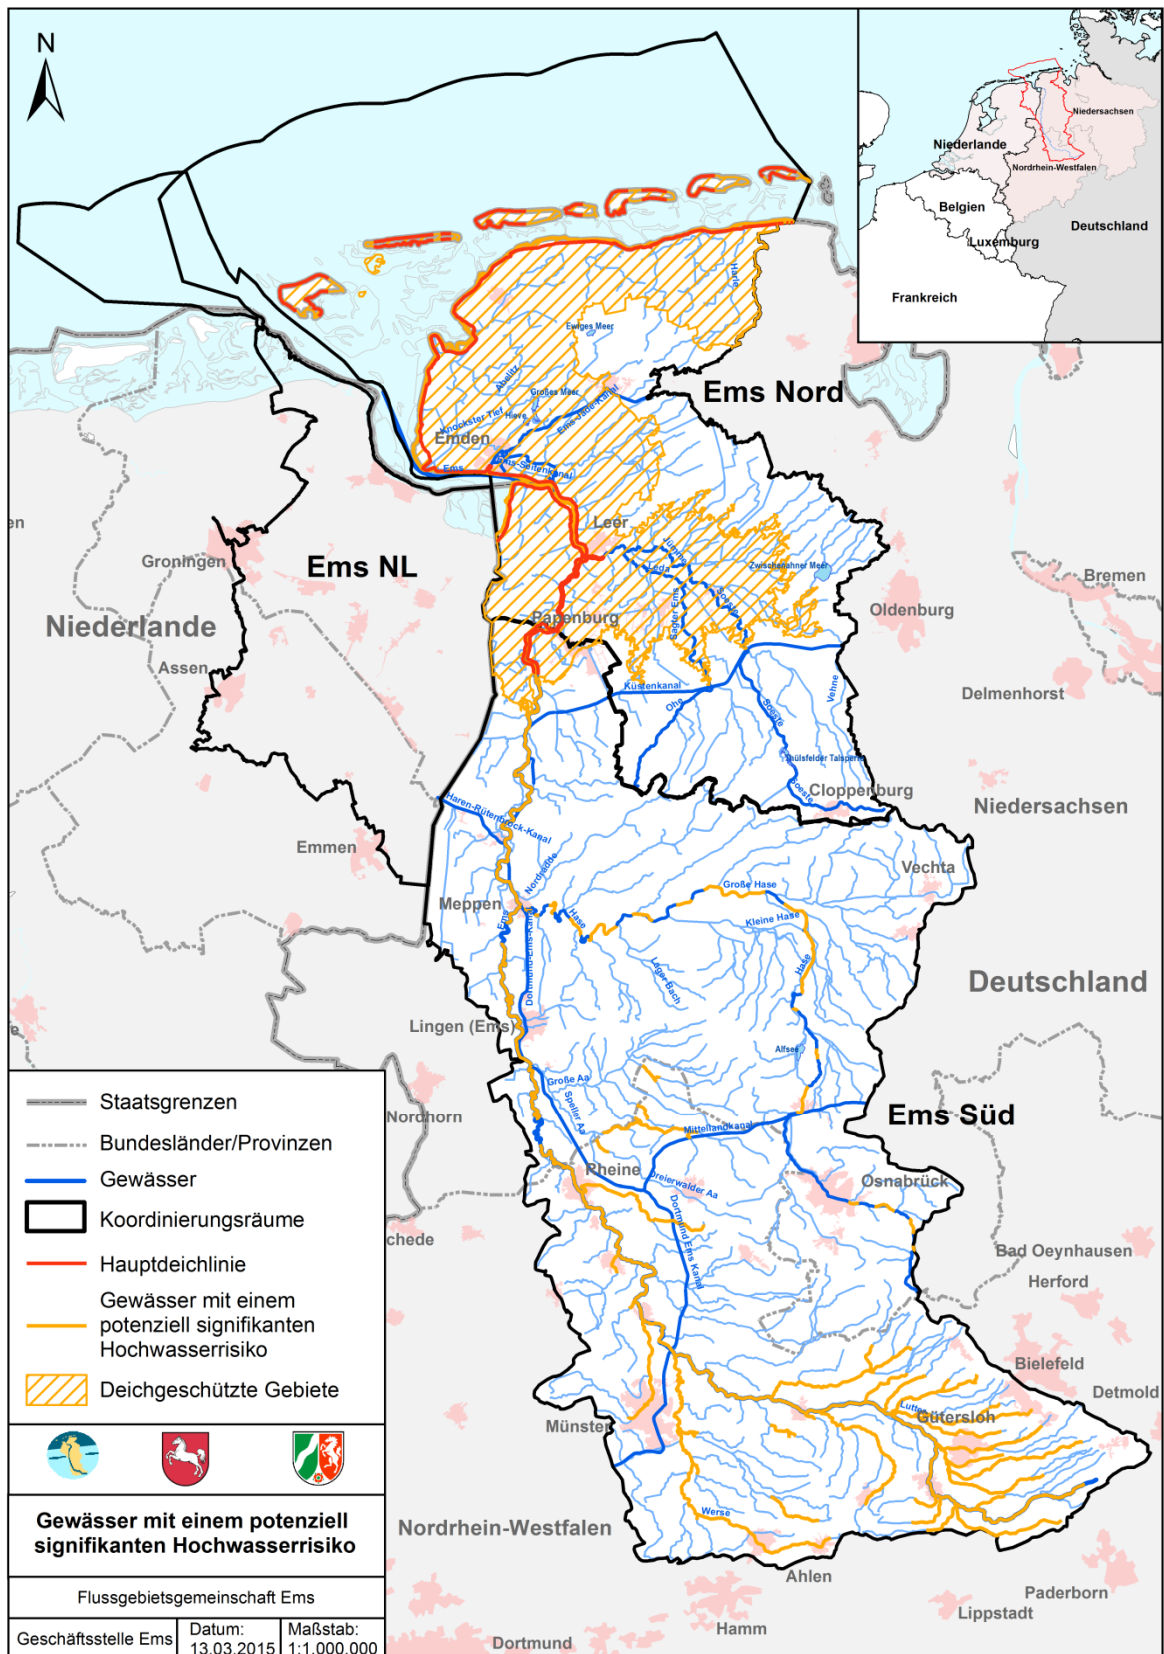 N
Niedersachsen
Niederlande
Nordrhein-Westfalen
Belgien
Deutschland
Luxemburg
Frankreich
Harle
Ewiges Meer
Ems Nord
Abelitz
Großes Meer
Ems-Jade-Kanal
Knockster Tief
Hieve
Emden
Ems-Seitenkanal
Ems
Leer
Groningen
Ems NL
Jümme
Leda
Zwischenahner Meer
Bremen
Soeste
Sagter Ems
Oldenburg
Niederlande
Papenburg
Assen
Delmenhorst
Küstenkanal
Ohe
Vehne
Soeste
Thülsfelder Talsperre
Soeste
Cloppenburg
Niedersachsen
Haren-Rütenbrock-Kanal
Emmen
Nordradde
Vechta
Große Hase
Meppen
Hase
Kleine Hase
Ems
Dortmund-Ems-Kanal
Hase
Lager Bach
Deutschland
Lingen (Ems)
Alfsee
Große Aa
Speller Aa
Nordhorn
Ems Süd
Mittellandkanal
Rheine
Dreierwalder Aa
Osnabrück
Dortmund Ems Kanal
chede
Bad Oeynhausen
Herford
Bielefeld
Detmold
Lutter
Gütersloh
Münster
Werse
Nordrhein-Westfalen
Ahlen
Paderborn
Lippstadt
Hamm
Dortmund
Staatsgrenzen
Bundesländer/Provinzen
Gewässer
Koordinierungsräume
Hauptdeichlinie
Gewässer mit einem
potenziell signifikanten
Hochwasserrisiko
Deichgeschützte Gebiete
Gewässer mit einem potenziell
signifikanten Hochwasserrisiko
Flussgebietsgemeinschaft Ems
Geschäftsstelle Ems
Datum:
13.03.2015
Maßstab:
1:1.000.000